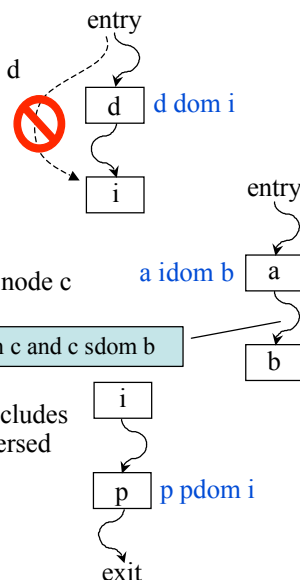 entry
d
d
d dom i
i
entry
node c
a idom b
a
c and c sdom b
b
i
cludes
ersed
p
p pdom i
exit